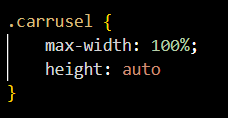 .carrusel {
    max-width: 100%;
    height: auto
}